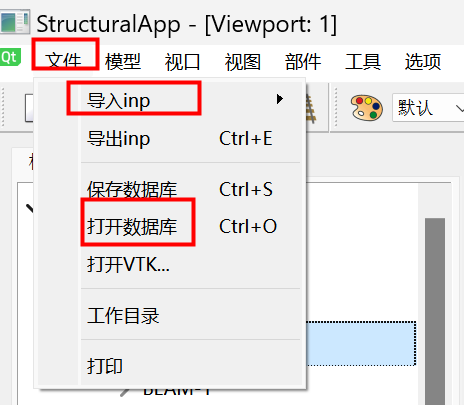 StructuralApp - [Viewport: 1]
Qt 文件 模型 视口 视图 部件 工具 选项
导入inp
默认
导出inp Ctrl+E
保存数据库 Ctrl+S
打开数据库 Ctrl+O
打开VTK...
工作目录
打印
BEAM-1